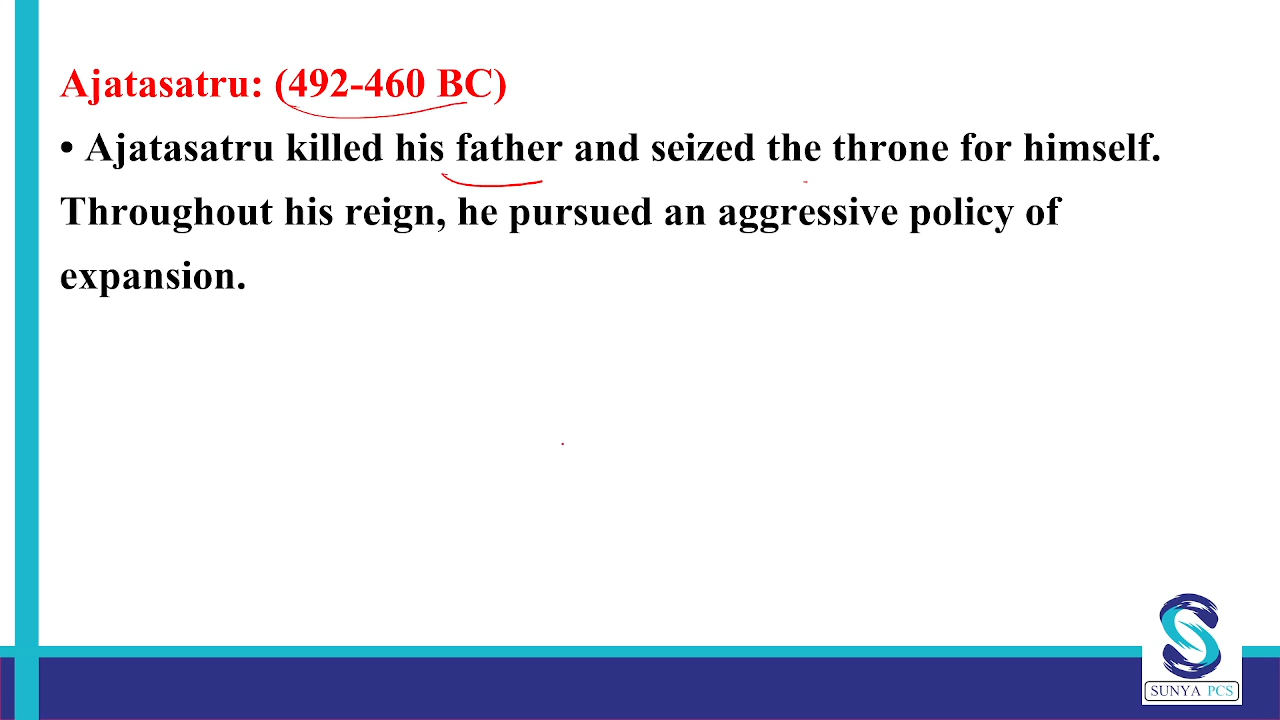 Ajatasatru: (492-460 BC)
• Ajatasatru killed his father and seized the throne for himself.
Throughout his reign, he pursued an aggressive policy of
expansion.
SUNYA PCS